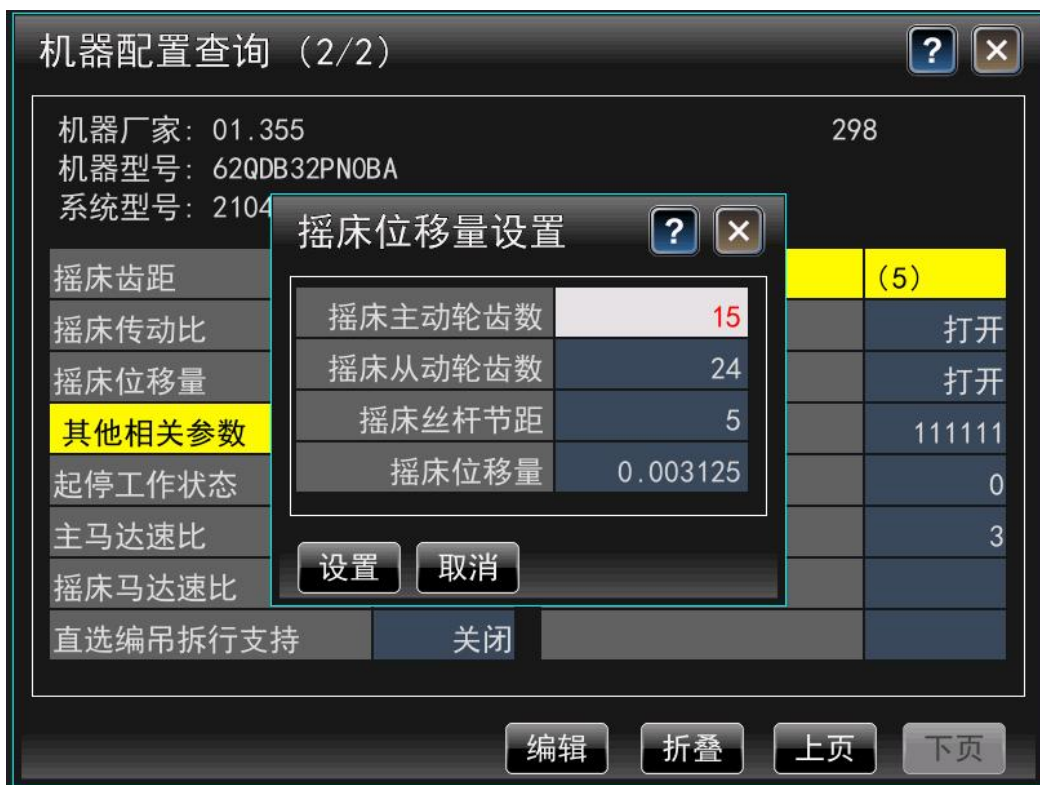 机器配置查询 (2/2)
?
×
机器厂家: 01.355
298
机器型号: 62QDB32PNOBA
系统型号: 2104
摇床位移量设置
?
×
摇床齿距
(5)
摇床主动轮齿数 15
摇床传动比
打开
摇床从动轮齿数 24
摇床位移量
打开
摇床丝杆节距 5
其他相关参数
111111
摇床位移量 0.003125
起停工作状态
0
主马达速比
3
设置 取消
摇床马达速比
直选编吊拆行支持 关闭
编辑 折叠 上页 下页